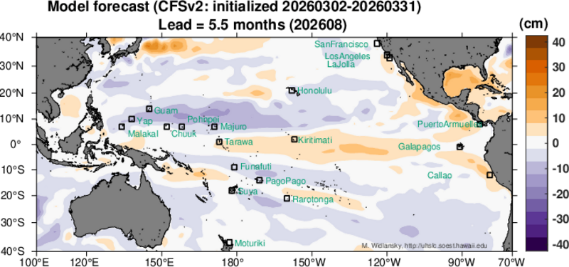 Model forecast (CFSv2: initialized 20260302-20260331)
Lead = 5.5 months (202608)
(cm)
40°N
30°N
20°N
10°N
0°
10°S
20°S
30°S
40°S
SanFrancisco
LosAngeles
LaJolla
Honolulu
Guam
Yap
Pohnpei
Malakal
Chuuk
Majuro
PuertoArmuelles
Tarawa
Kiritimati
Galapagos
Funafuti
PagoPago
Callao
Suva
Rarotonga
Moturiki
M. Widlansky: http://uhslc.soest.hawaii.edu
100°E
120°E
150°E
180°
150°W
120°W
90°W
70°W
40
30
20
10
0
-10
-20
-30
-40